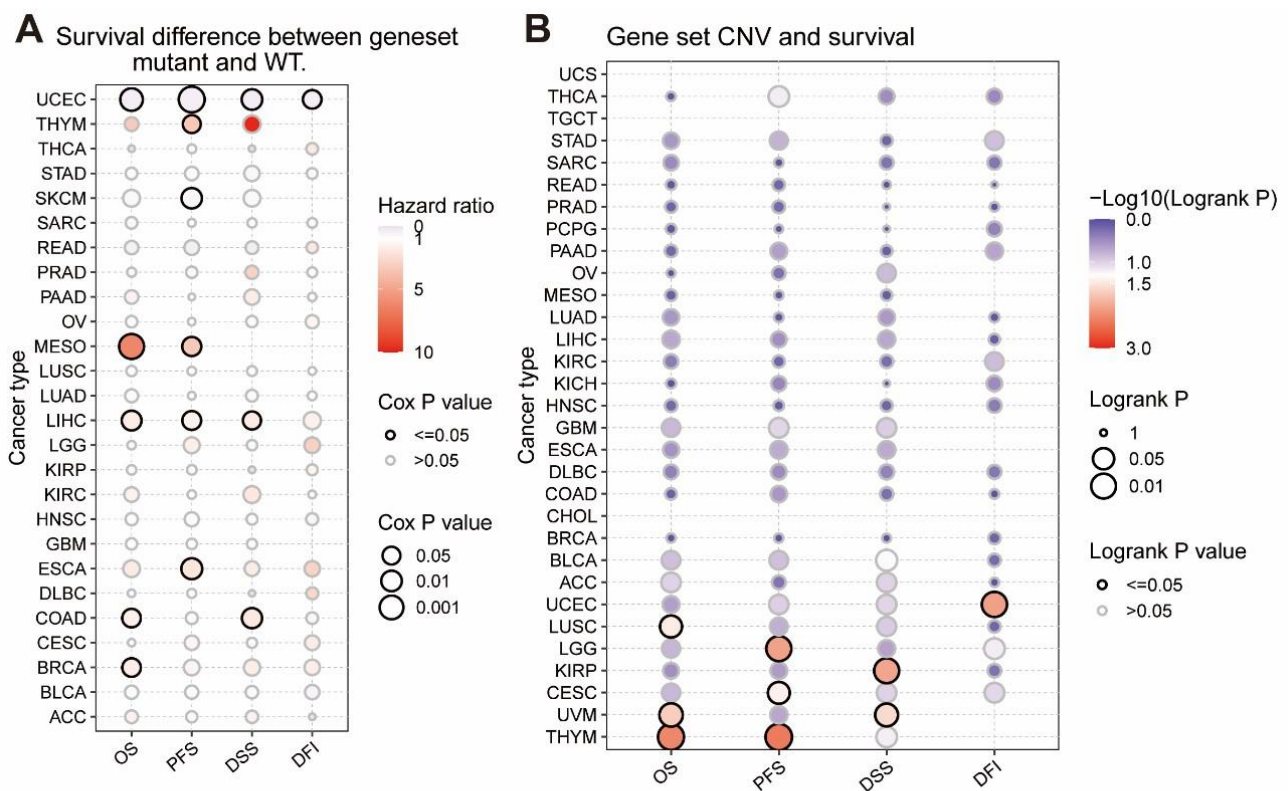 A
Survival difference between geneset
mutant and WT.
Cancer type
UCEC
THYM
THCA
STAD
SKCM
SARC
READ
PRAD
PAAD
OV
MESO
LUSC
LUAD
LIHC
LGG
KIRP
KIRC
HNSC
GBM
ESCA
DLBC
COAD
CESC
BRCA
BLCA
ACC
OS
PFS
DSS
DFI
Hazard ratio
0
1
5
10
Cox P value
<=0.05
>0.05
Cox P value
0.05
0.01
0.001
B
Gene set CNV and survival
Cancer type
UCS
THCA
TGCT
STAD
SARC
READ
PRAD
PCPG
PAAD
OV
MESO
LUAD
LIHC
KIRC
KICH
HNSC
GBM
ESCA
DLBC
COAD
CHOL
BRCA
BLCA
ACC
UCEC
LUSC
LGG
KIRP
CESC
UVM
THYM
OS
PFS
DSS
DFI
−Log10(Logrank P)
0.0
1.0
1.5
3.0
Logrank P
1
0.05
0.01
Logrank P value
<=0.05
>0.05